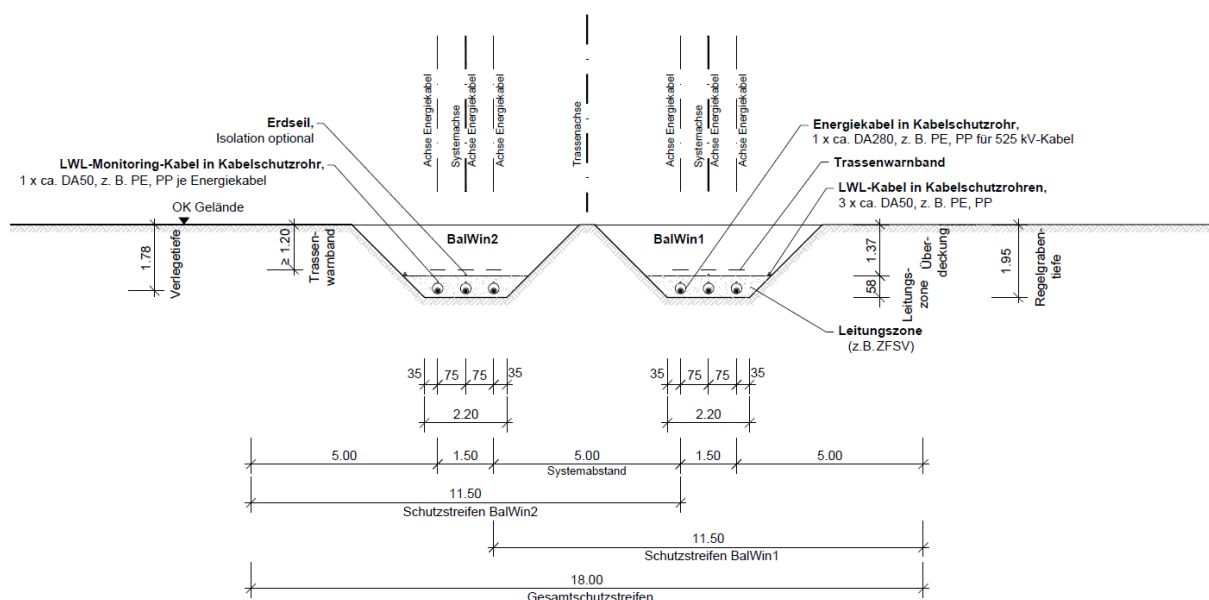 Achse Energiekabel
Systemachse
Achse Energiekabel
Achse Energiekabel
Trassenachse
Achse Energiekabel
Systemachse
Achse Energiekabel
Achse Energiekabel
Erdseil,
Isolation optional
LWL-Monitoring-Kabel in Kabelschutzrohr,
1 x ca. DA50, z. B. PE, PP je Energiekabel
OK Gelände
Energiekabel in Kabelschutzrohr,
1 x ca. DA280, z. B. PE, PP für 525 kV-Kabel
Trassenwarnband
LWL-Kabel in Kabelschutzrohren,
3 x ca. DA50, z. B. PE, PP
BalWin2
BalWin1
1.78
Verlegetiefe
≥ 1.20
Trassen-
warnband
1.37
58
Leitungs-
zone
Über-
deckung
1.95
Regelgraben-
tiefe
Leitungszone
(z.B.ZFSV)
35 75 75 35
35 75 75 35
2.20
2.20
5.00 1.50 5.00 1.50 5.00
Systemabstand
11.50
Schutzstreifen BalWin2
11.50
Schutzstreifen BalWin1
18.00
Gesamtschutzstreifen